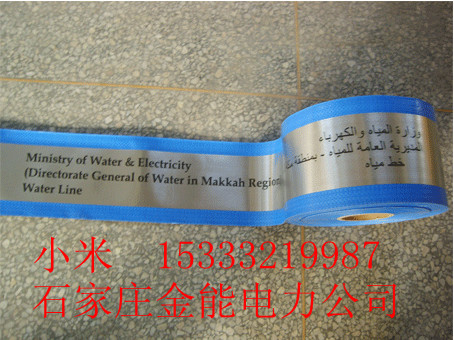 Ministry of Water & Electricity
(Directorate General of Water in Makkah Region)
Water Line
وزارة المياه والكهرباء
المديرية العامة للمياه - بمنطقة
خط مياه
小米 15333219987
石家庄金能电力公司